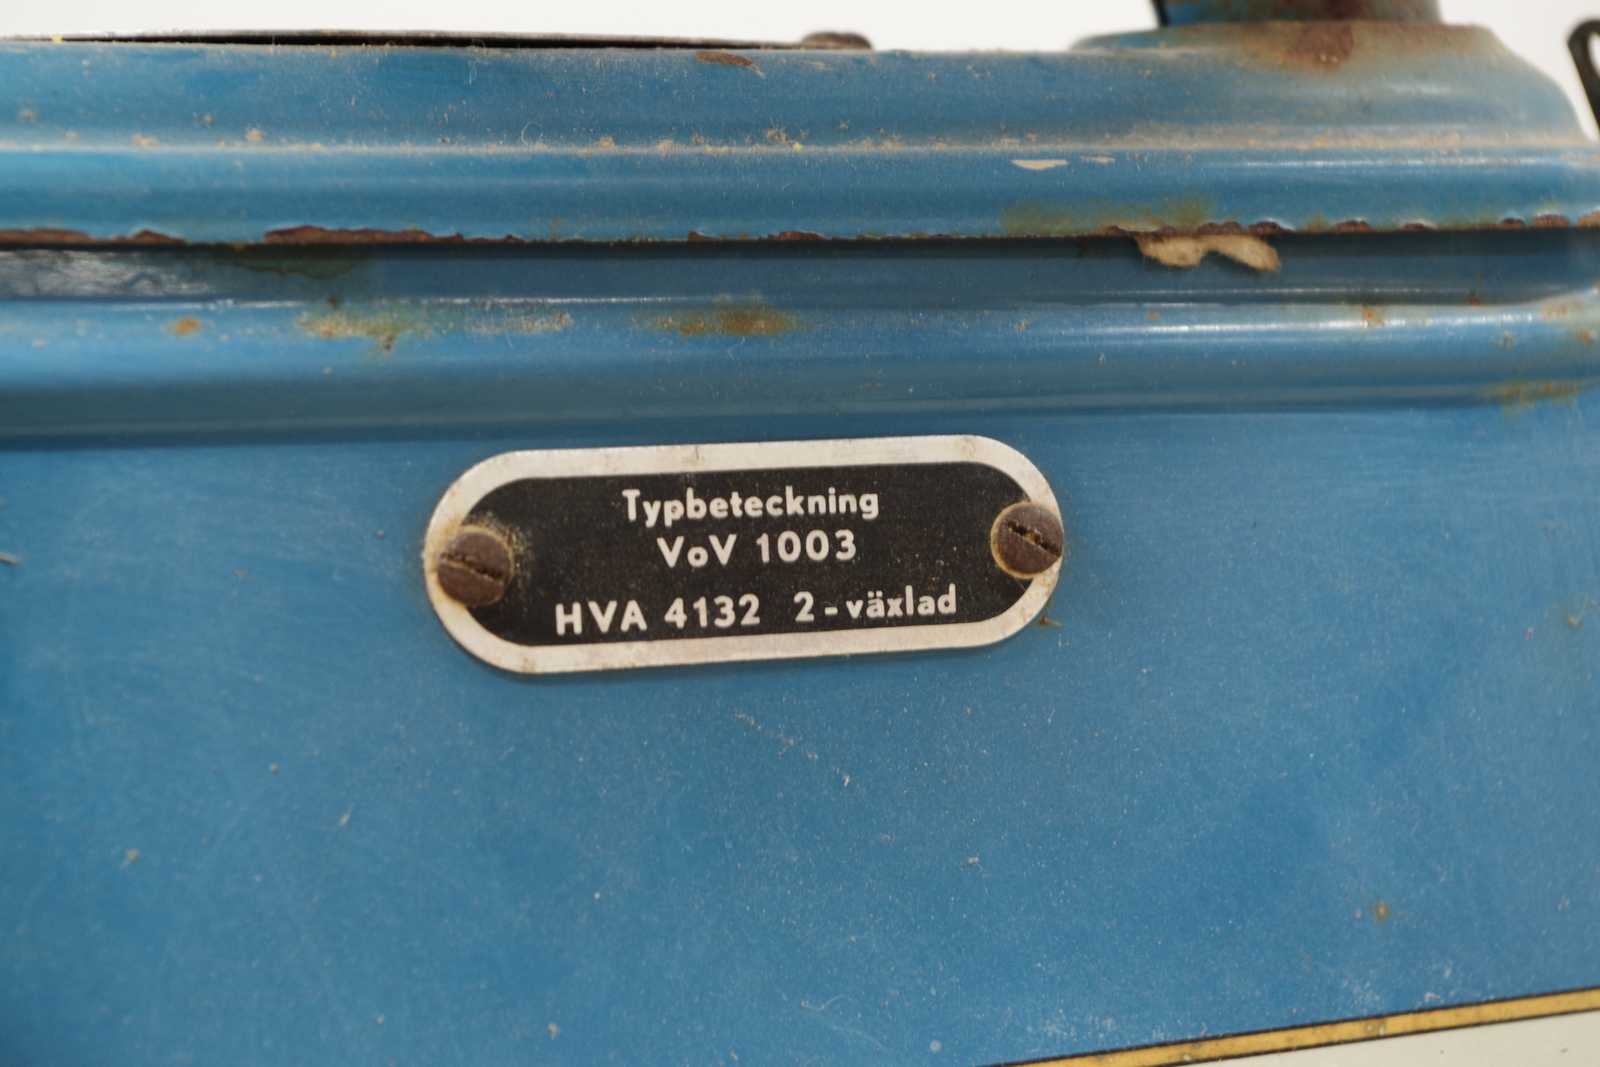 Typbeteckning
VoV 1003
HVA 4132 2-växlad